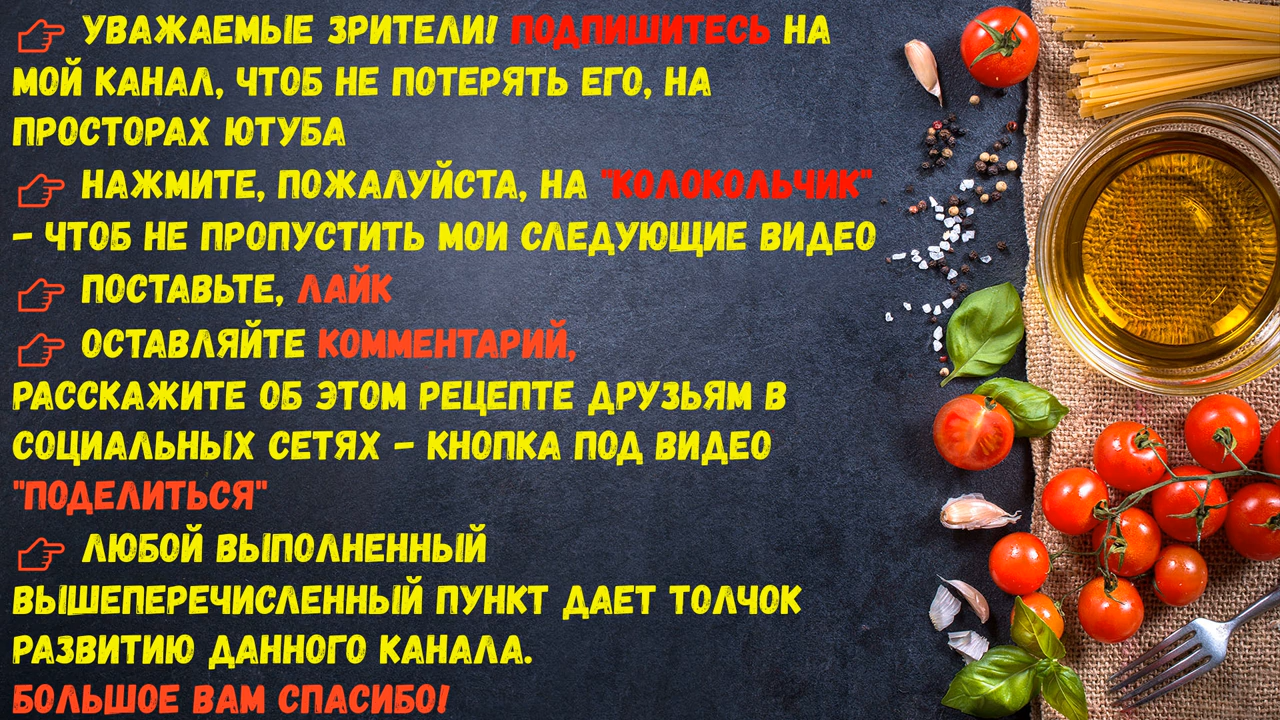 👉 УВАЖАЕМЫЕ ЗРИТЕЛИ! ПОДПИШИТЕСЬ НА
МОЙ КАНАЛ, ЧТОБ НЕ ПОТЕРЯТЬ ЕГО, НА
ПРОСТОРАХ ЮТУБА
👉 НАЖМИТЕ, ПОЖАЛУЙСТА, НА "КОЛОКОЛЬЧИК"
– ЧТОБ НЕ ПРОПУСТИТЬ МОИ СЛЕДУЮЩИЕ ВИДЕО
👉 ПОСТАВЬТЕ, ЛАЙК
👉 ОСТАВЛЯЙТЕ КОММЕНТАРИЙ,
РАССКАЖИТЕ ОБ ЭТОМ РЕЦЕПТЕ ДРУЗЬЯМ В
СОЦИАЛЬНЫХ СЕТЯХ – КНОПКА ПОД ВИДЕО
"ПОДЕЛИТЬСЯ"
👉 ЛЮБОЙ ВЫПОЛНЕННЫЙ
ВЫШЕПЕРЕЧИСЛЕННЫЙ ПУНКТ ДАЕТ ТОЛЧОК
РАЗВИТИЮ ДАННОГО КАНАЛА.
БОЛЬШОЕ ВАМ СПАСИБО!